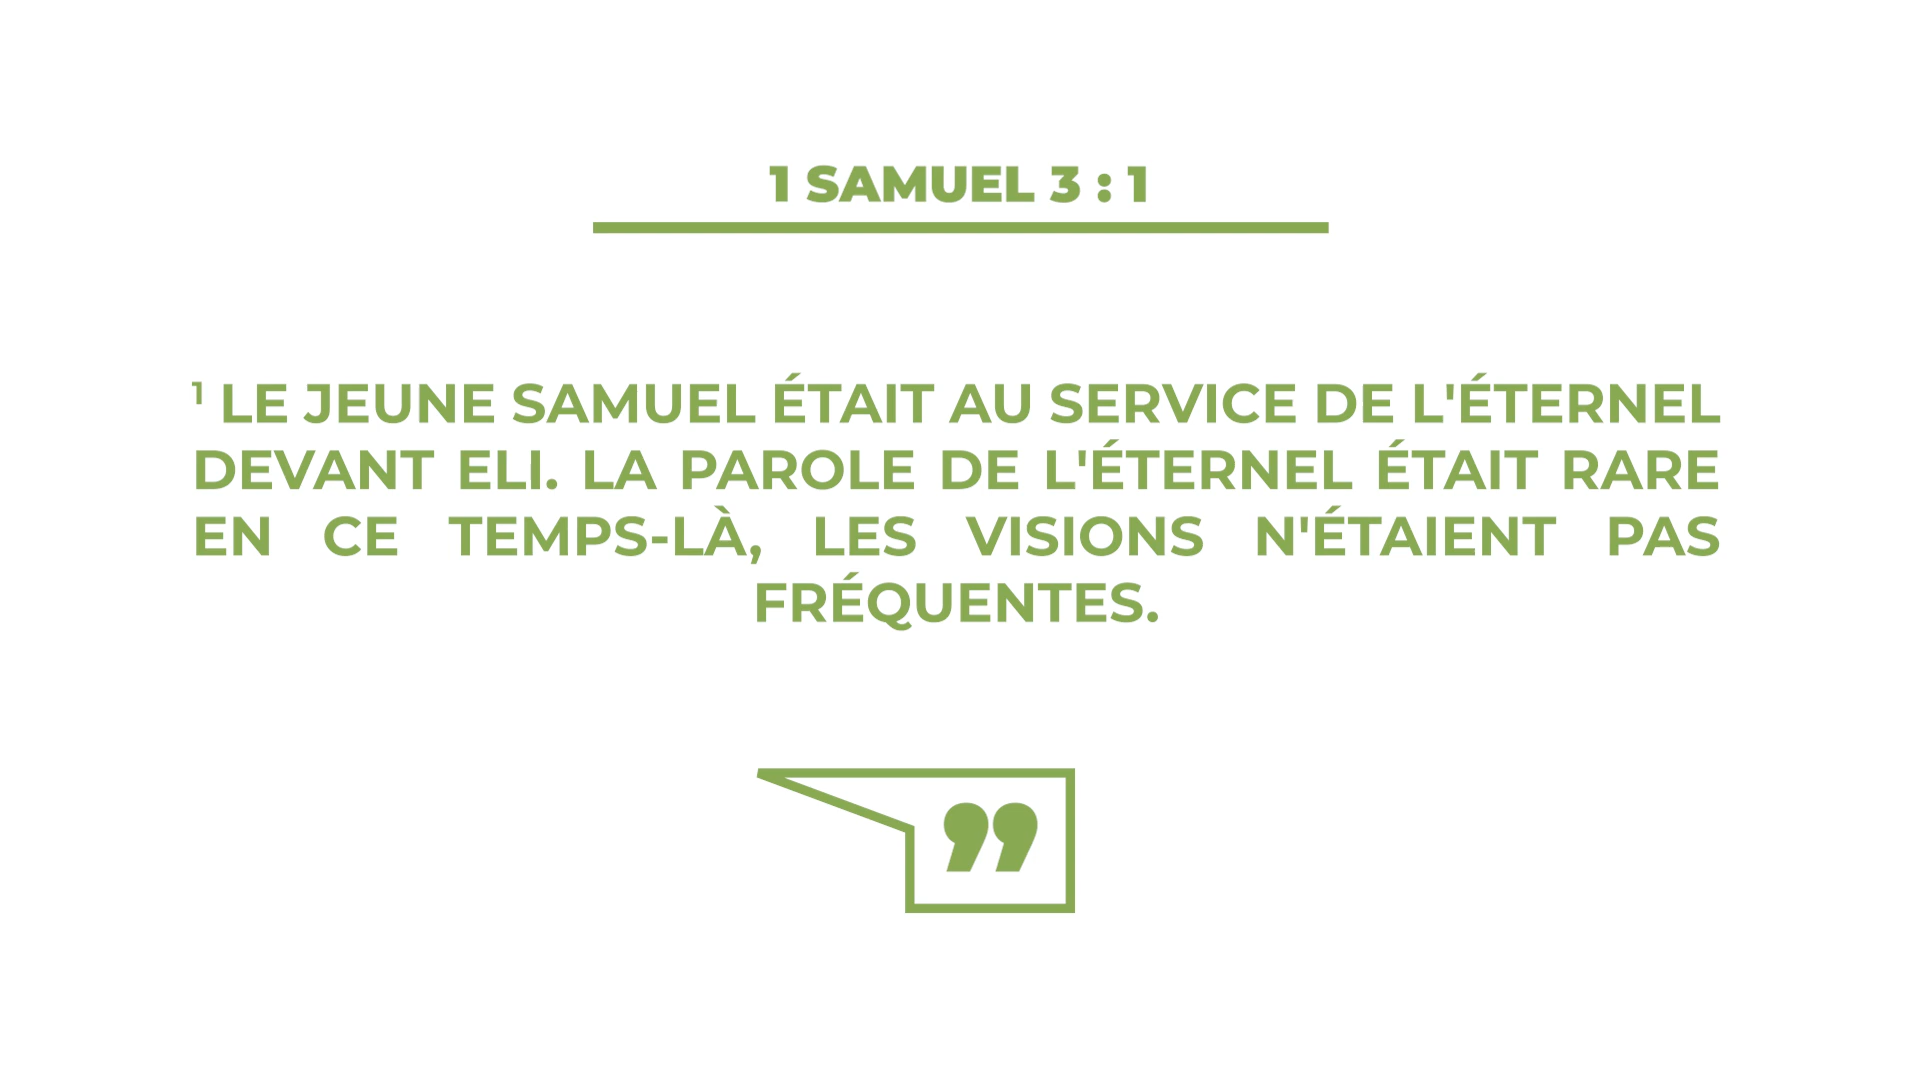 1 SAMUEL 3 : 1
¹ LE JEUNE SAMUEL ÉTAIT AU SERVICE DE L'ÉTERNEL
DEVANT ELI. LA PAROLE DE L'ÉTERNEL ÉTAIT RARE
EN CE TEMPS-LÀ, LES VISIONS N'ÉTAIENT PAS
FRÉQUENTES.
”